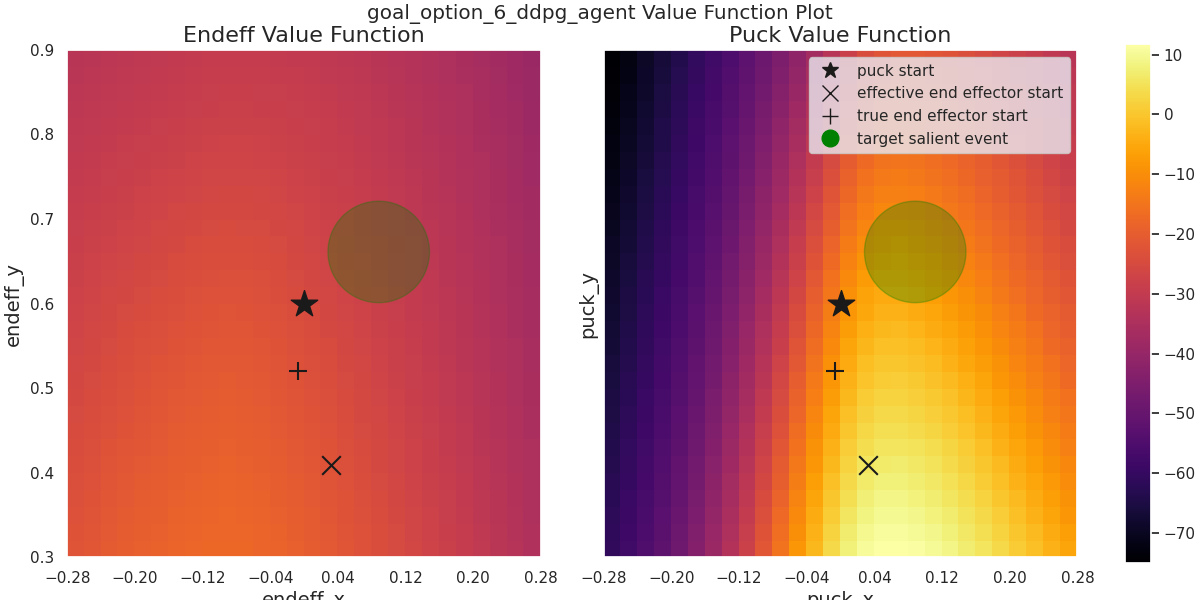 goal_option_6_ddpg_agent Value Function Plot
Endeff Value Function
Puck Value Function
puck start
effective end effector start
true end effector start
target salient event
endeff_y
0.9
0.8
0.7
0.6
0.5
0.4
0.3
−0.28 −0.20 −0.12 −0.04 0.04 0.12 0.20 0.28
endeff_x
puck_y
−0.28 −0.20 −0.12 −0.04 0.04 0.12 0.20 0.28
puck_x
10
0
−10
−20
−30
−40
−50
−60
−70